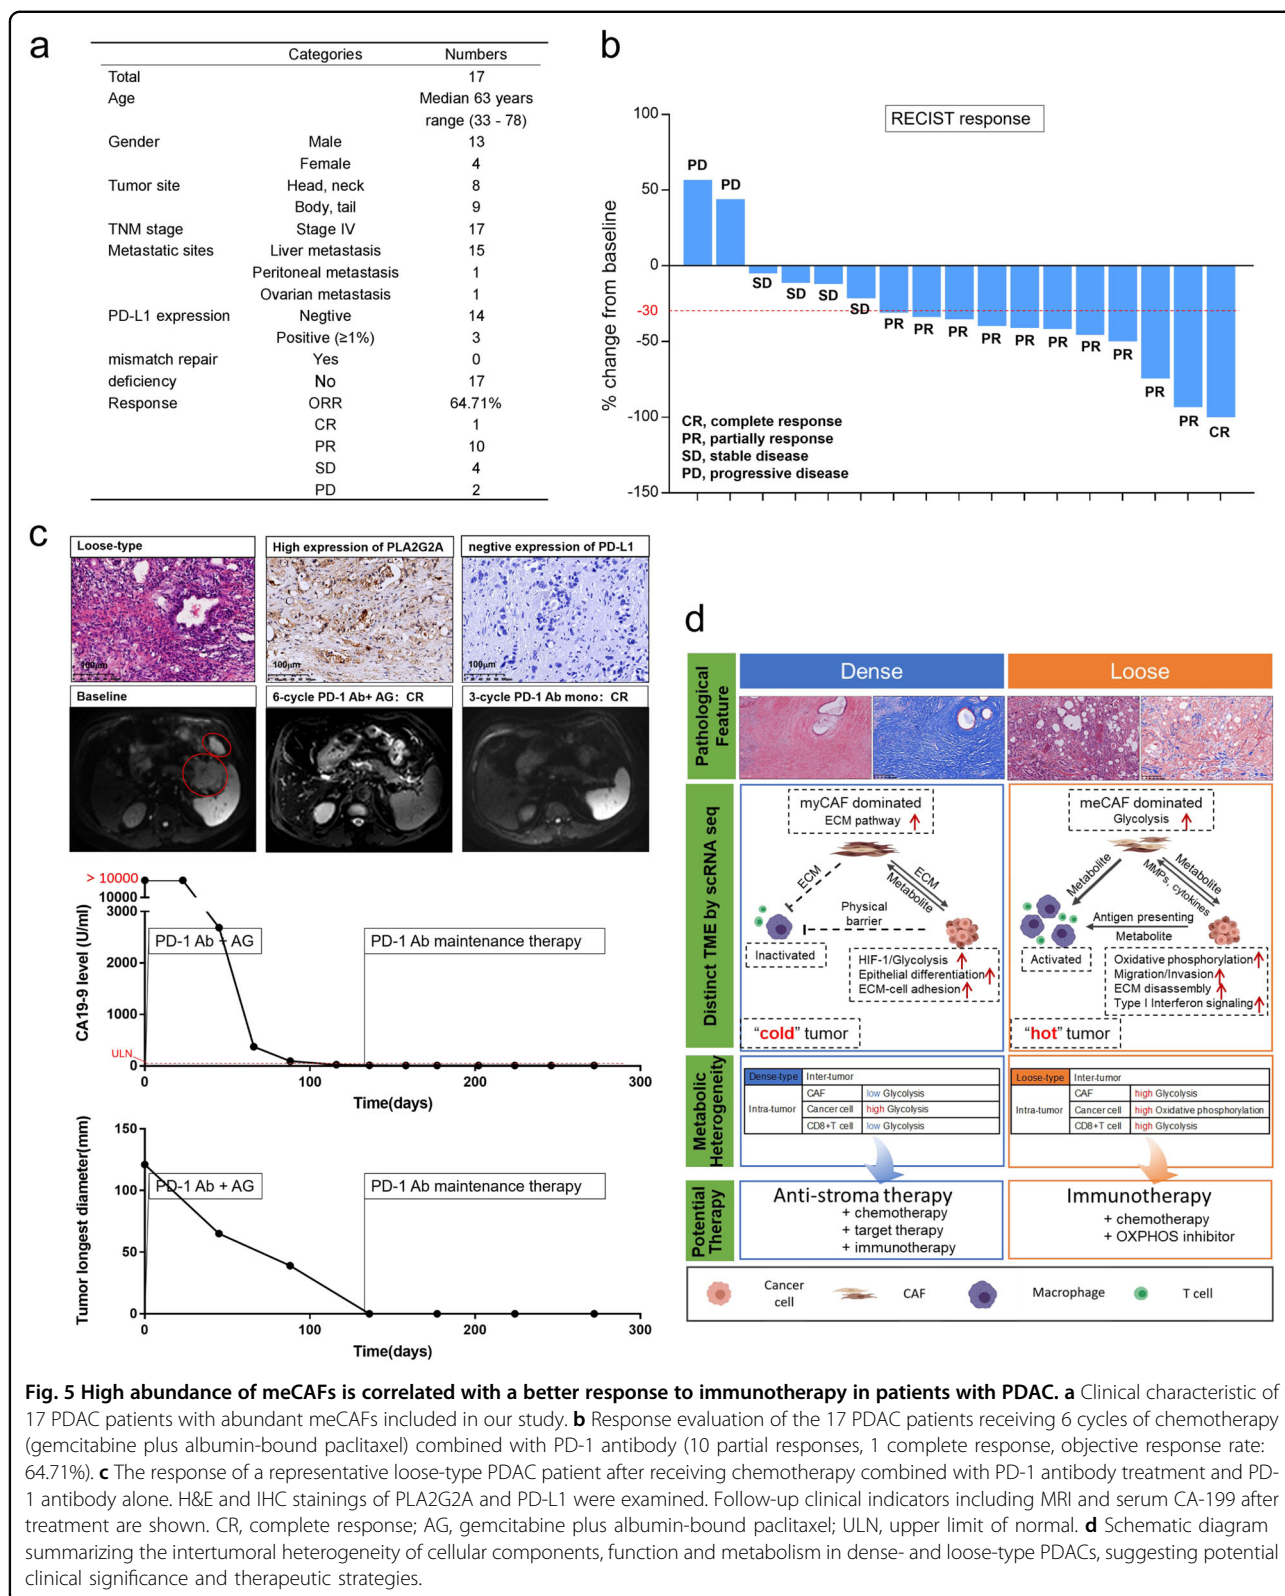 a
Categories Numbers
Total 17
Age Median 63 years
range (33 - 78)
Gender Male 13
Female 4
Tumor site Head, neck 8
Body, tail 9
TNM stage Stage IV 17
Metastatic sites Liver metastasis 15
Peritoneal metastasis 1
Ovarian metastasis 1
PD-L1 expression Negtive 14
Positive (≥1%) 3
mismatch repair Yes 0
deficiency No 17
Response ORR 64.71%
CR 1
PR 10
SD 4
PD 2
b
RECIST response
% change from baseline
100
50
0
-30
-50
-100
-150
PD
PD
SD
SD
SD
SD
PR
PR
PR
PR
PR
PR
PR
PR
PR
PR
CR
CR, complete response
PR, partially response
SD, stable disease
PD, progressive disease
c
Loose-type
High expression of PLA2G2A
negtive expression of PD-L1
100μm
100μm
100μm
Baseline
6-cycle PD-1 Ab+ AG: CR
3-cycle PD-1 Ab mono: CR
CA19-9 level (U/ml)
> 10000
10000
3000
2000
1000
ULN
0
PD-1 Ab + AG
PD-1 Ab maintenance therapy
0 100 200 300
Time(days)
Tumor longest diameter(mm)
150
100
50
0
PD-1 Ab + AG
PD-1 Ab maintenance therapy
0 100 200 300
Time(days)
d
Pathological
Feature
Dense
Loose
Distinct TME by scRNA seq
myCAF dominated
ECM pathway
ECM
ECM
Metabolite
Physical
barrier
Inactivated
HIF-1/Glycolysis
Epithelial differentiation
ECM-cell adhesion
"cold" tumor
meCAF dominated
Glycolysis
Metabolite
Metabolite
MMPs, cytokines
Antigen presenting
Metabolite
Activated
Oxidative phosphorylation
Migration/Invasion
ECM disassembly
Type I Interferon signaling
"hot" tumor
Metabolic
Heterogeneity
Dense-type Inter-tumor
Intra-tumor
CAF low Glycolysis
Cancer cell high Glycolysis
CD8+T cell low Glycolysis
Loose-type Inter-tumor
Intra-tumor
CAF high Glycolysis
Cancer cell high Oxidative phosphorylation
CD8+T cell high Glycolysis
Potential
Therapy
Anti-stroma therapy
+ chemotherapy
+ target therapy
+ immunotherapy
Immunotherapy
+ chemotherapy
+ OXPHOS inhibitor
Cancer
cell
CAF
Macrophage
T cell
Fig. 5 High abundance of meCAFs is correlated with a better response to immunotherapy in patients with PDAC. a Clinical characteristic of
17 PDAC patients with abundant meCAFs included in our study. b Response evaluation of the 17 PDAC patients receiving 6 cycles of chemotherapy
(gemcitabine plus albumin-bound paclitaxel) combined with PD-1 antibody (10 partial responses, 1 complete response, objective response rate:
64.71%). c The response of a representative loose-type PDAC patient after receiving chemotherapy combined with PD-1 antibody treatment and PD-
1 antibody alone. H&E and IHC stainings of PLA2G2A and PD-L1 were examined. Follow-up clinical indicators including MRI and serum CA-199 after
treatment are shown. CR, complete response; AG, gemcitabine plus albumin-bound paclitaxel; ULN, upper limit of normal. d Schematic diagram
summarizing the intertumoral heterogeneity of cellular components, function and metabolism in dense- and loose-type PDACs, suggesting potential
clinical significance and therapeutic strategies.